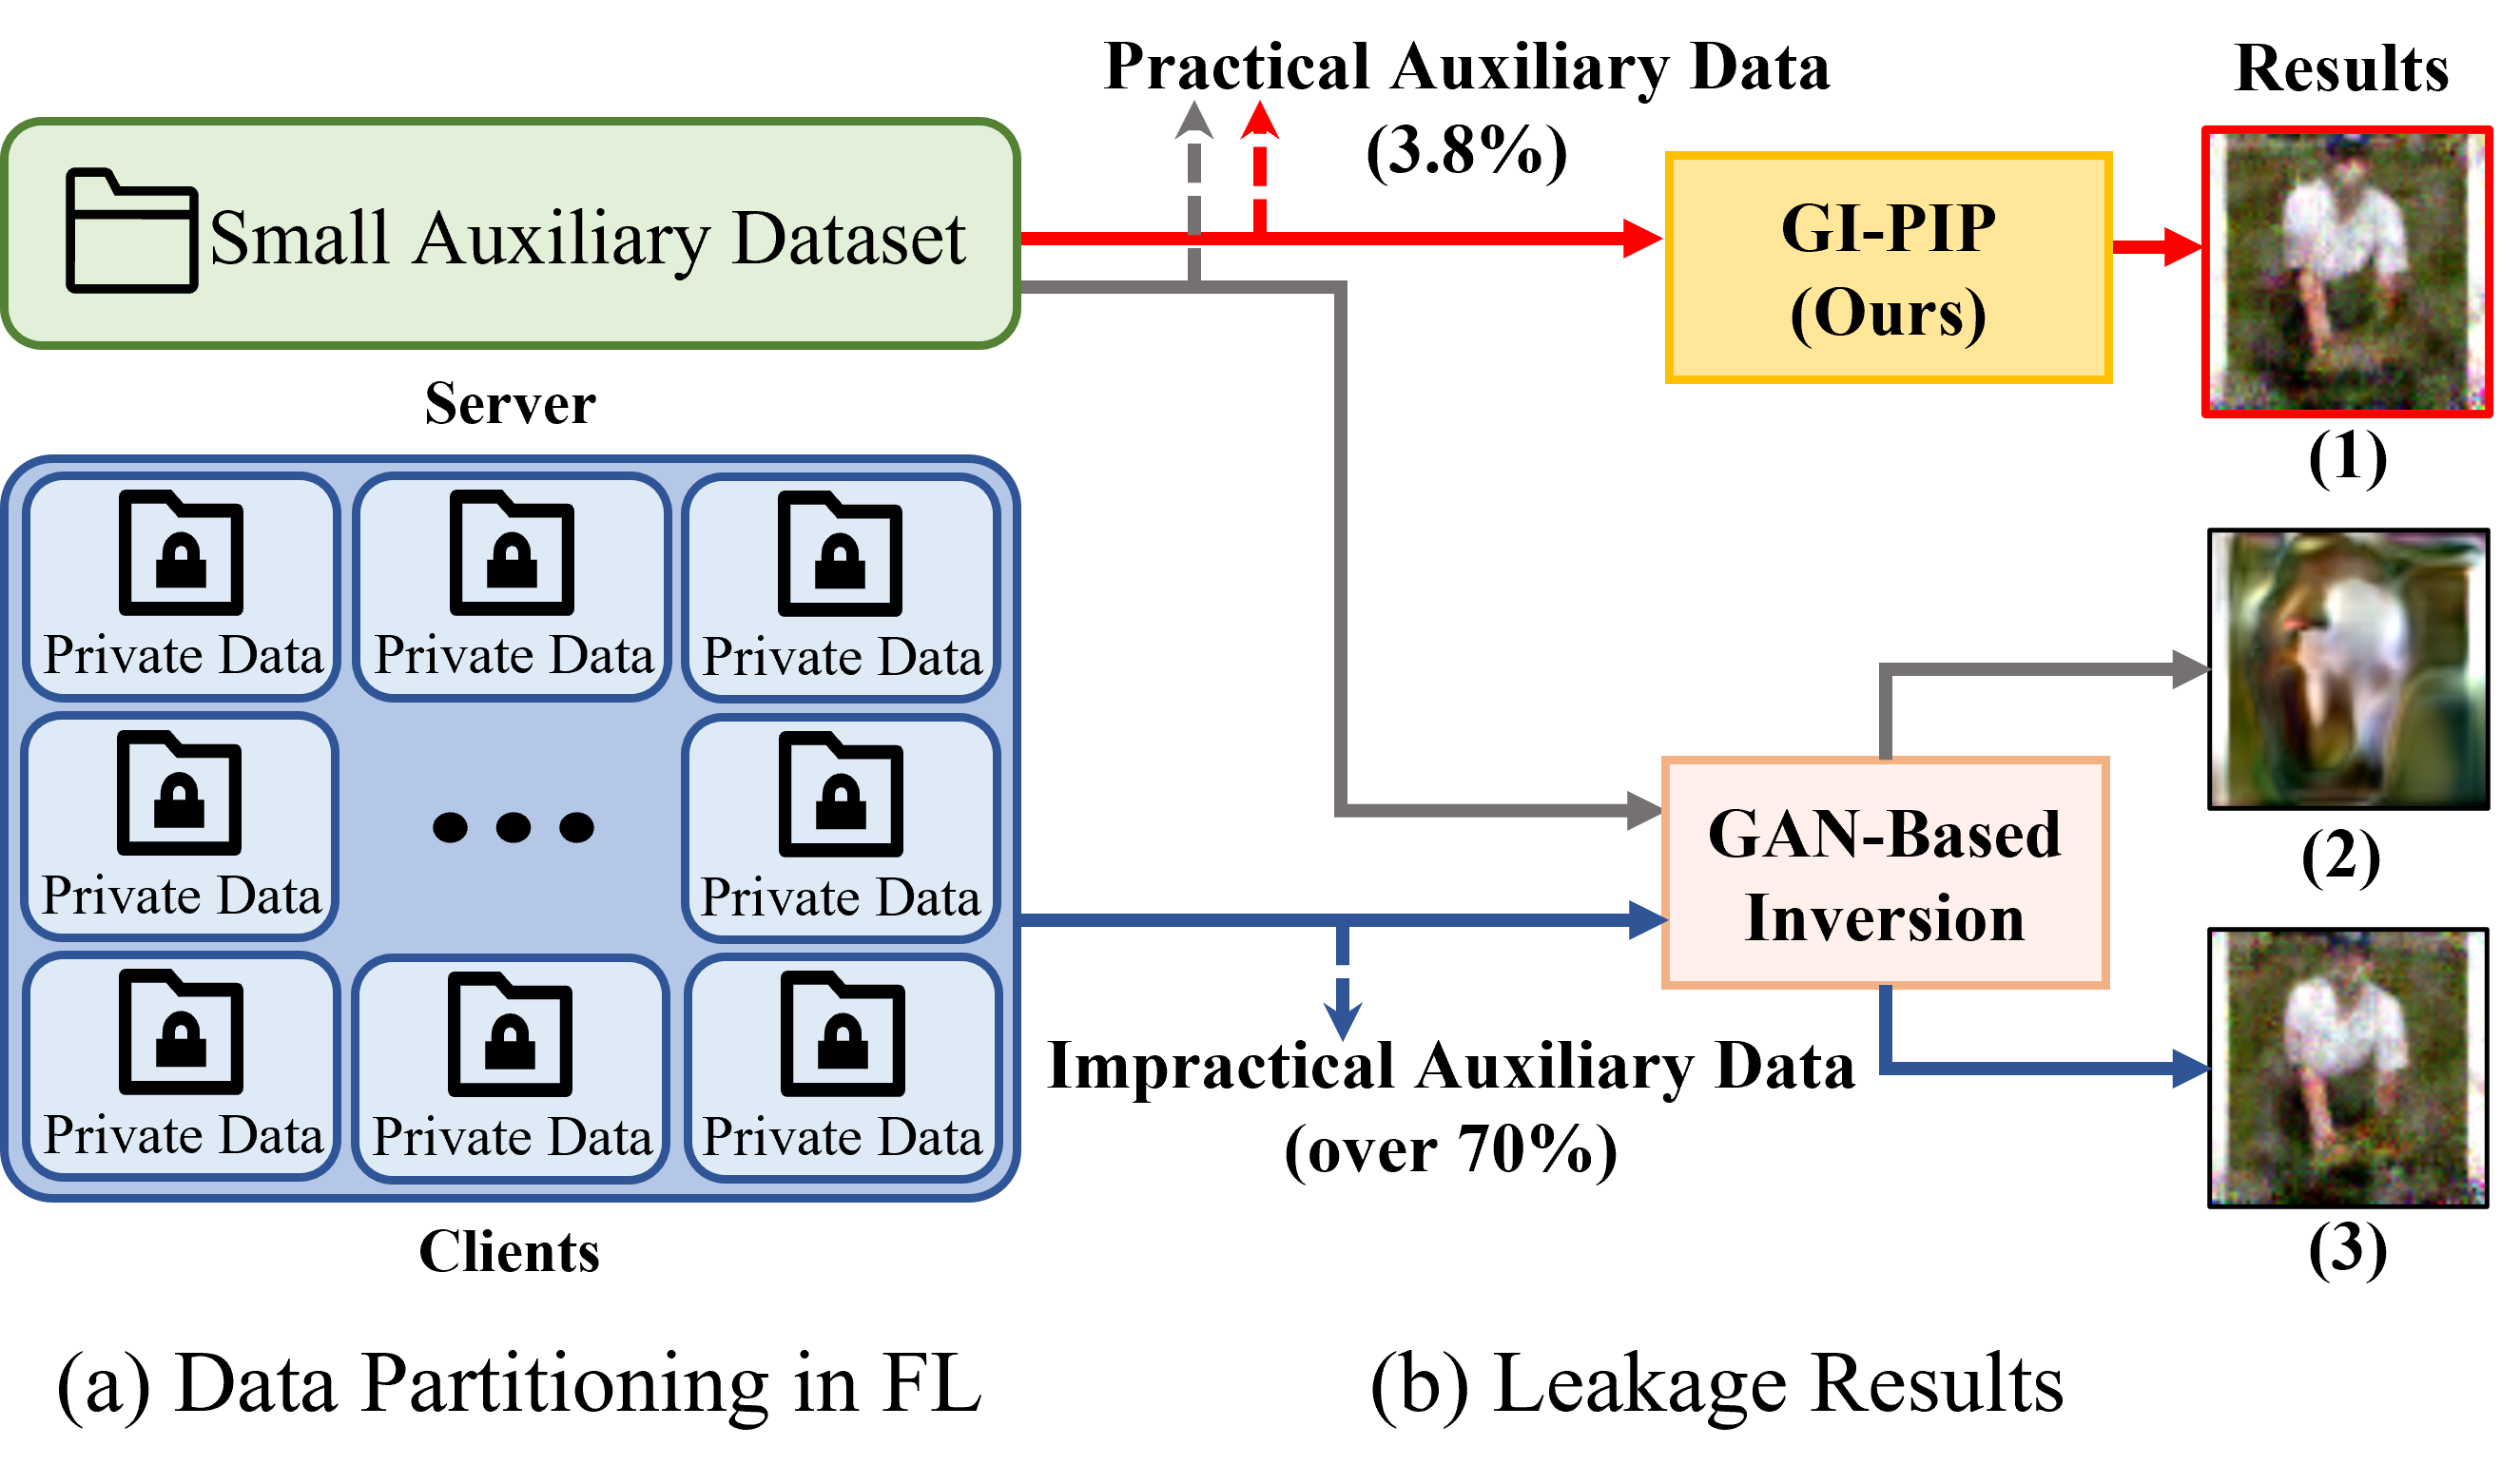 Practical Auxiliary Data
(3.8%)
Results
Small Auxiliary Dataset
GI-PIP
(Ours)
Server
(1)
Private Data
Private Data
Private Data
Private Data
Private Data
GAN-Based
Inversion
(2)
Private Data
Private Data
Private Data
Impractical Auxiliary Data
(over 70%)
(3)
Clients
(a) Data Partitioning in FL
(b) Leakage Results